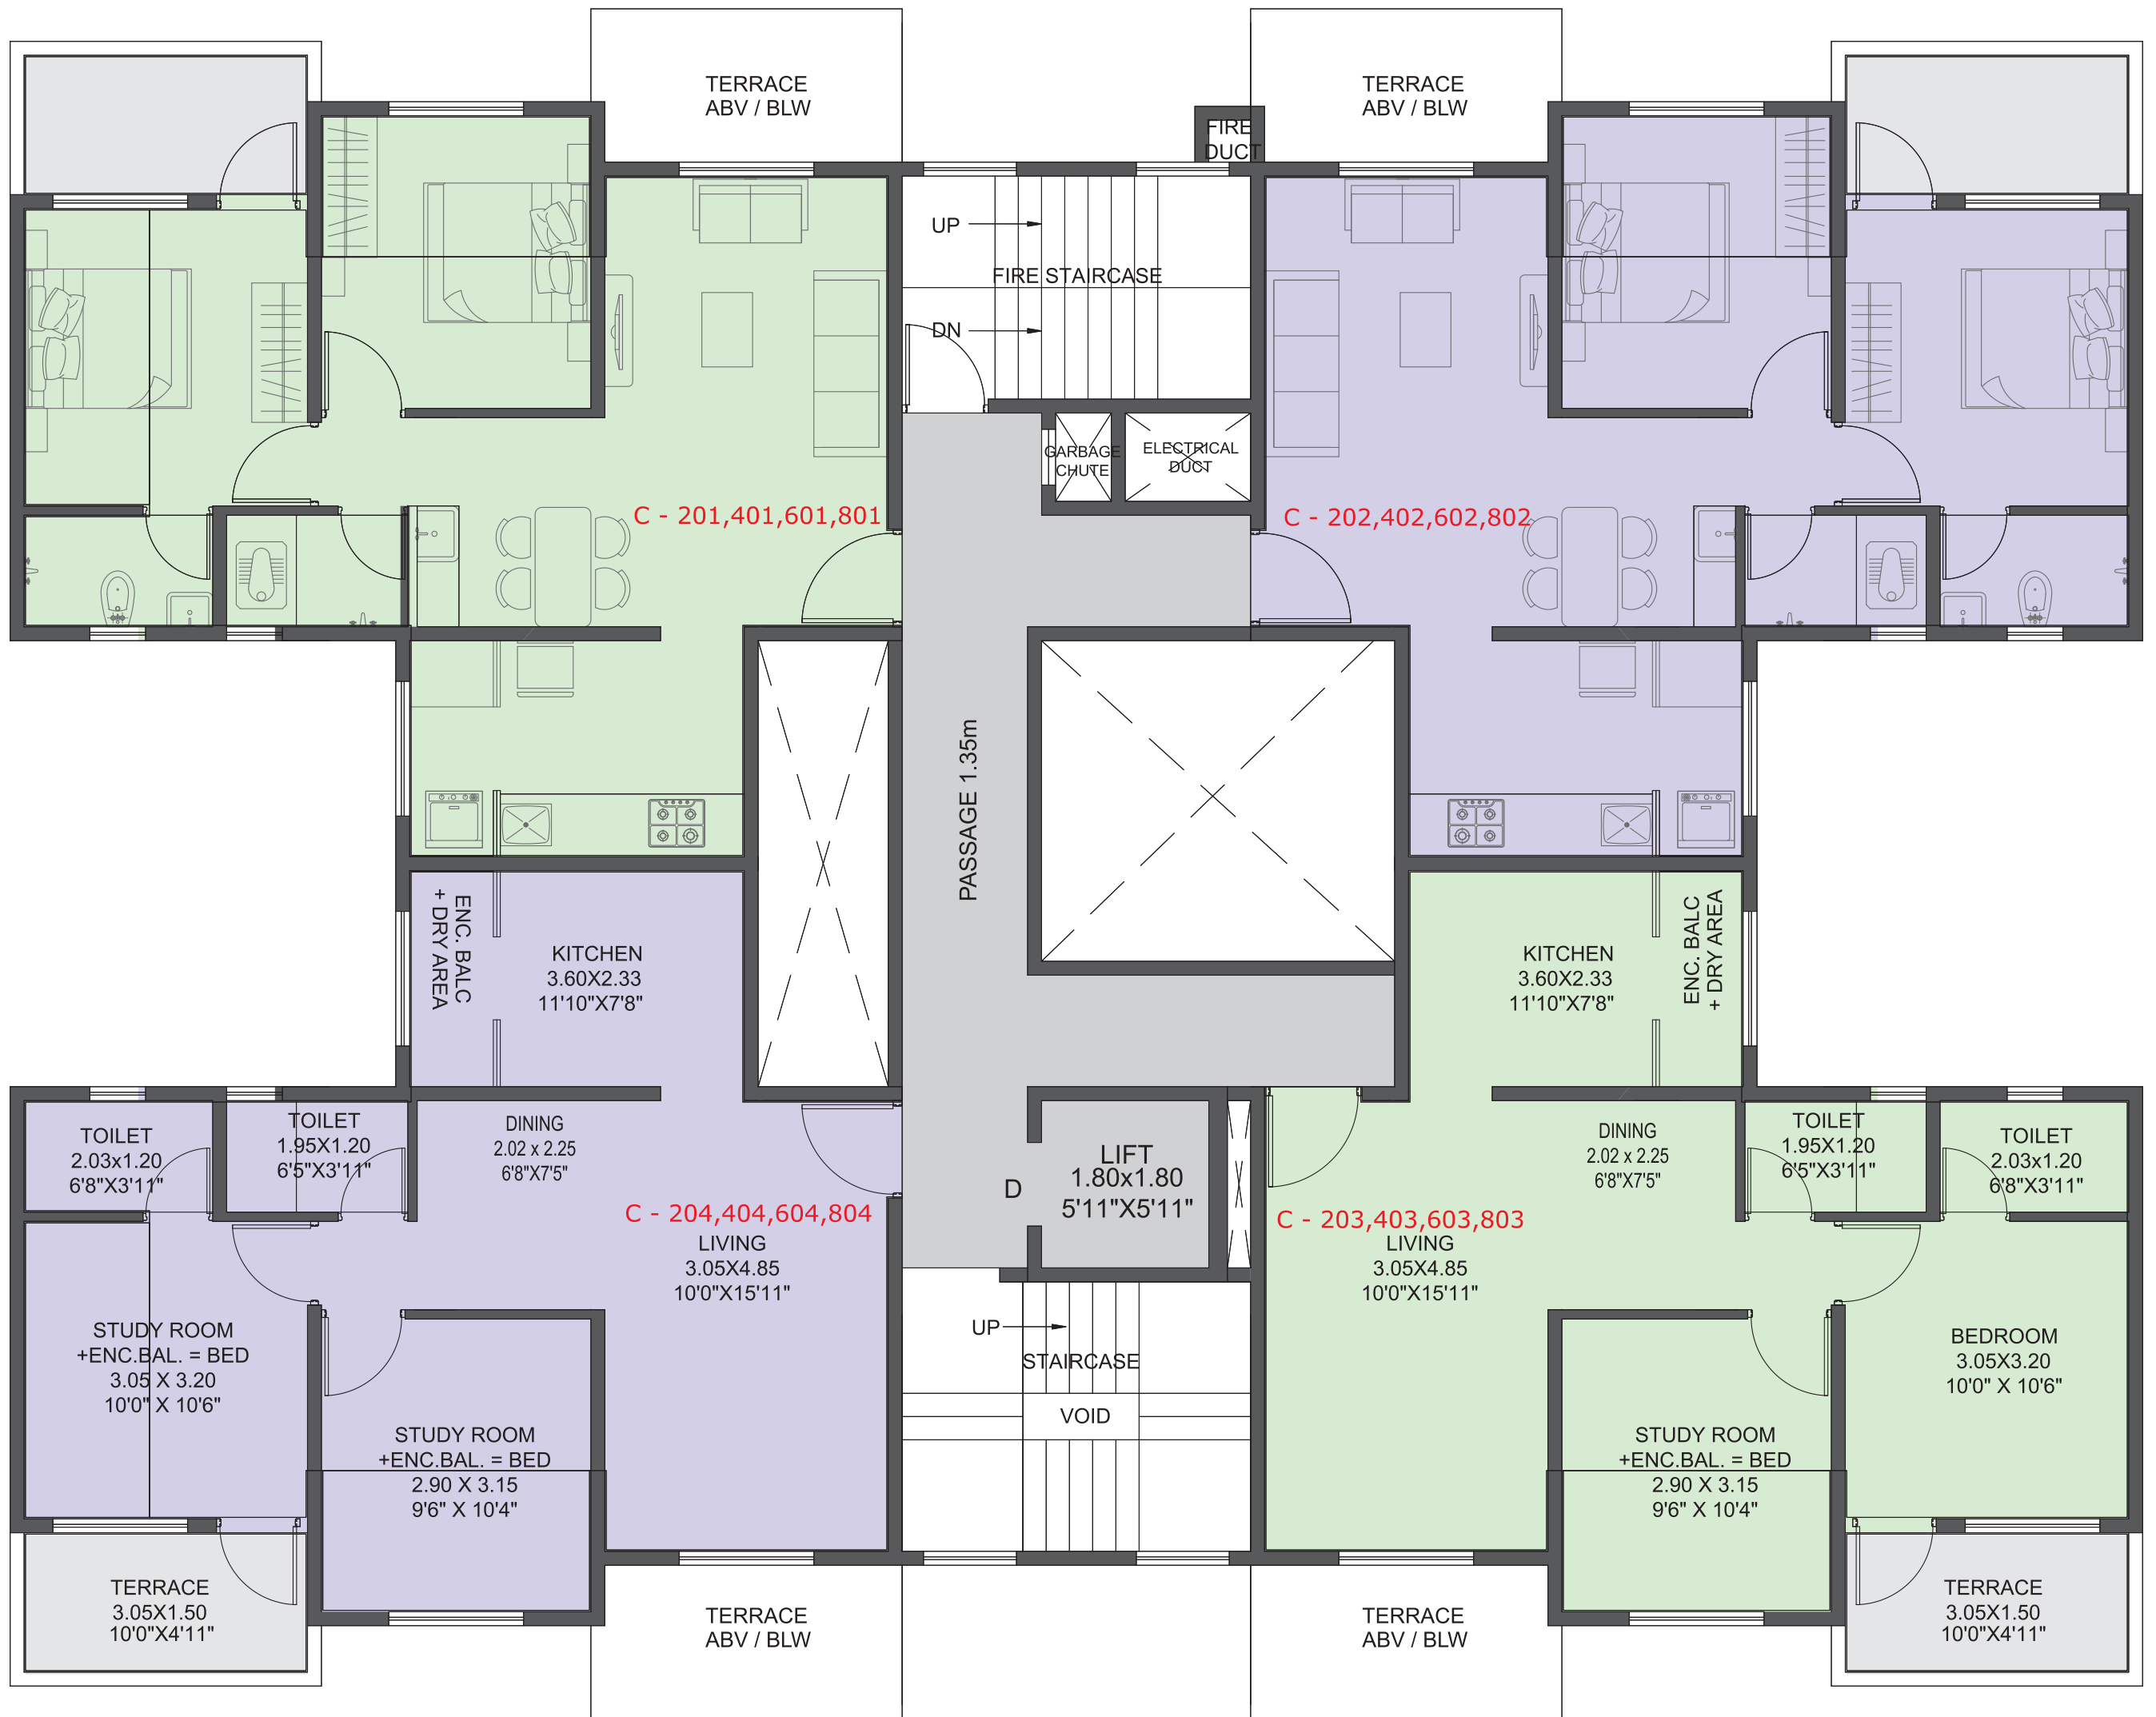 TERRACE
ABV / BLW
TERRACE
ABV / BLW
FIRE
DUCT
UP
FIRE STAIRCASE
DN
GARBAGE
CHUTE
ELECTRICAL
DUCT
C - 201,401,601,801
C - 202,402,602,802
PASSAGE 1.35m
ENC. BALC
+ DRY AREA
KITCHEN
3.60X2.33
11'10"X7'8"
KITCHEN
3.60X2.33
11'10"X7'8"
ENC. BALC
+ DRY AREA
TOILET
2.03x1.20
6'8"X3'11"
TOILET
1.95X1.20
6'5"X3'11"
DINING
2.02 x 2.25
6'8"X7'5"
LIFT
1.80x1.80
5'11"X5'11"
D
DINING
2.02 x 2.25
6'8"X7'5"
TOILET
1.95X1.20
6'5"X3'11"
TOILET
2.03x1.20
6'8"X3'11"
C - 204,404,604,804
LIVING
3.05X4.85
10'0"X15'11"
C - 203,403,603,803
LIVING
3.05X4.85
10'0"X15'11"
STUDY ROOM
+ENC.BAL. = BED
3.05 X 3.20
10'0" X 10'6"
UP
STAIRCASE
VOID
BEDROOM
3.05X3.20
10'0" X 10'6"
STUDY ROOM
+ENC.BAL. = BED
2.90 X 3.15
9'6" X 10'4"
STUDY ROOM
+ENC.BAL. = BED
2.90 X 3.15
9'6" X 10'4"
TERRACE
3.05X1.50
10'0"X4'11"
TERRACE
ABV / BLW
TERRACE
ABV / BLW
TERRACE
3.05X1.50
10'0"X4'11"